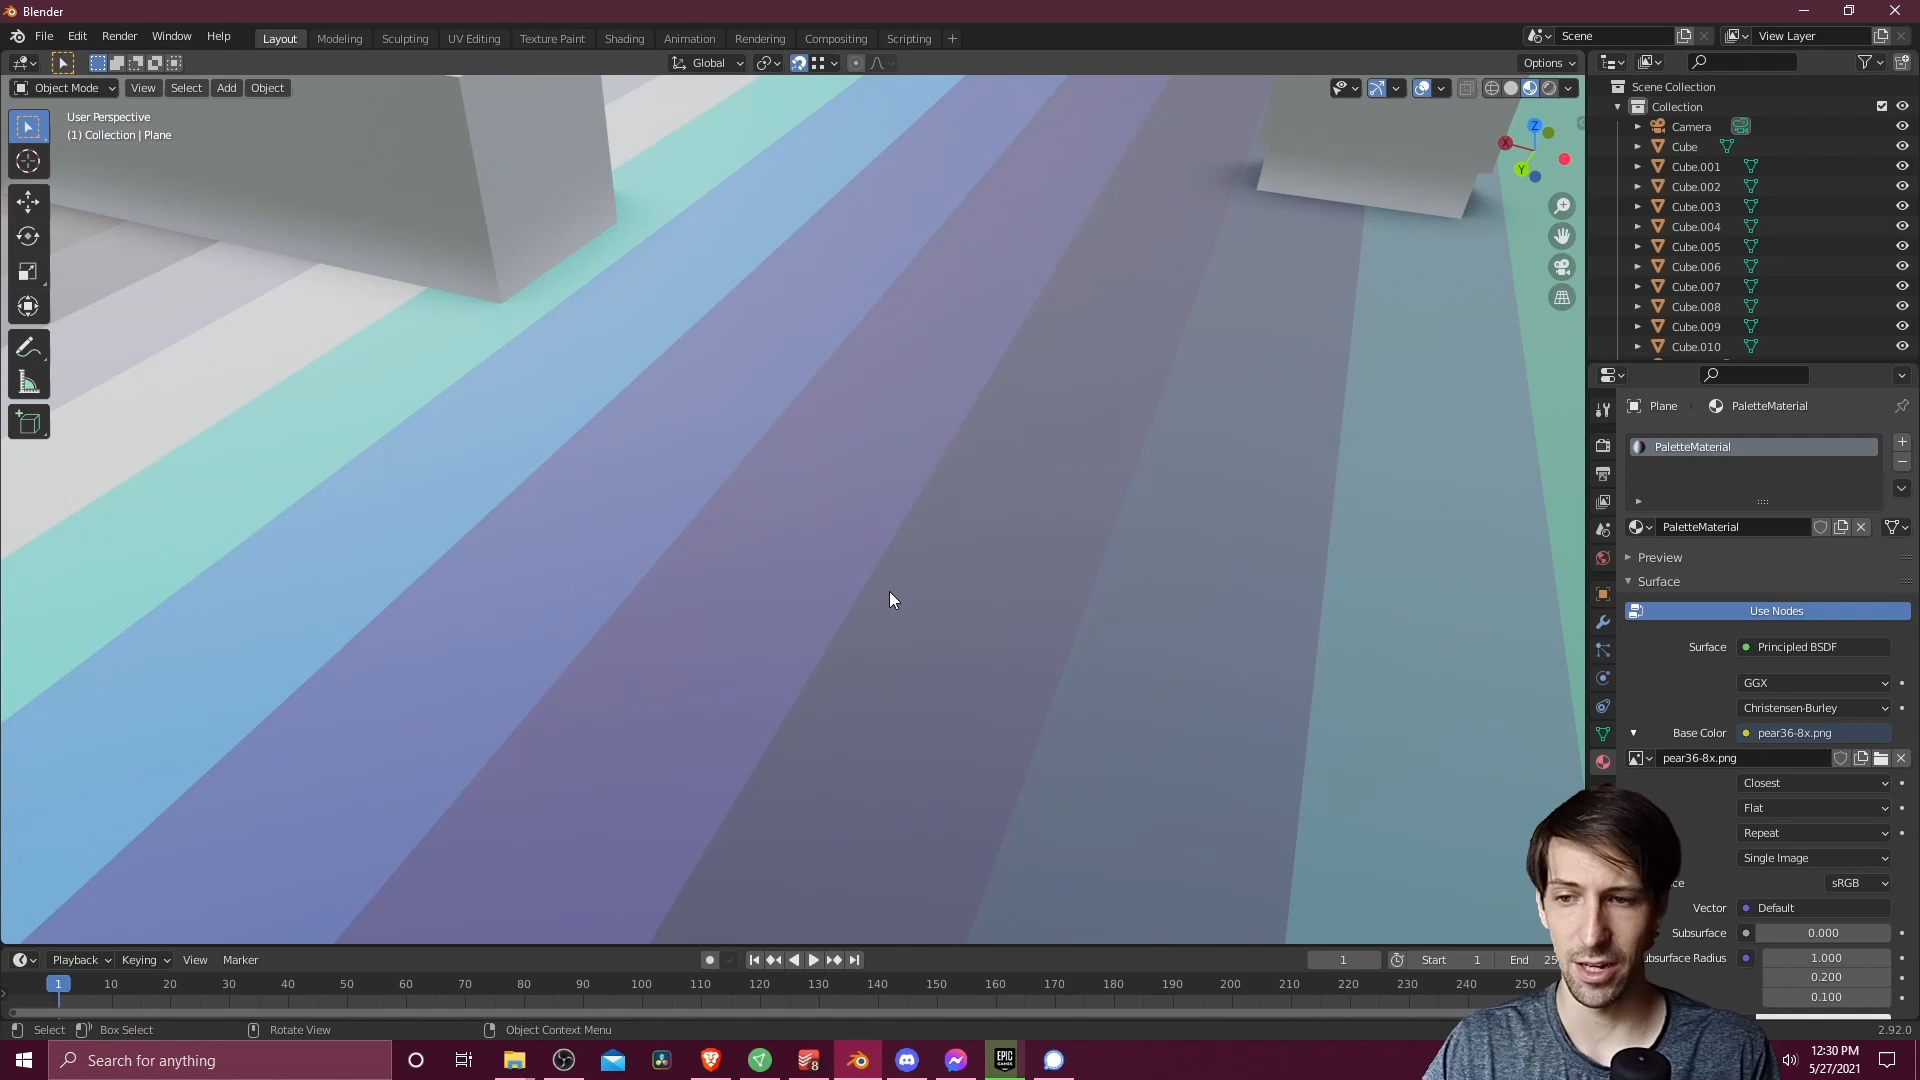 Blender
File Edit Render Window Help
Layout Modeling Sculpting UV Editing Texture Paint Shading Animation Rendering Compositing Scripting +
Scene
View Layer
Global
Options
Object Mode View Select Add Object
User Perspective
(1) Collection | Plane
Z
X
Y
Scene Collection
Collection
Camera
Cube
Cube.001
Cube.002
Cube.003
Cube.004
Cube.005
Cube.006
Cube.007
Cube.008
Cube.009
Cube.010
Plane PaletteMaterial
PaletteMaterial
PaletteMaterial
Preview
Surface
Use Nodes
Surface Principled BSDF
GGX
Christensen-Burley
Base Color pear36-8x.png
pear36-8x.png
Closest
Flat
Repeat
Single Image
ce sRGB
Vector Default
Subsurface 0.000
ubsurface Radius 1.000
0.200
0.100
Playback Keying View Marker
1 Start 1 End 25
1 10 20 30 40 50 60 70 80 90 100 110 120 130 140 150 160 170 180 190 200 210 220 230 240 250
Select Box Select Rotate View Object Context Menu
2.92.0
Search for anything
8
EPIC GAMES
12:30 PM
5/27/2021